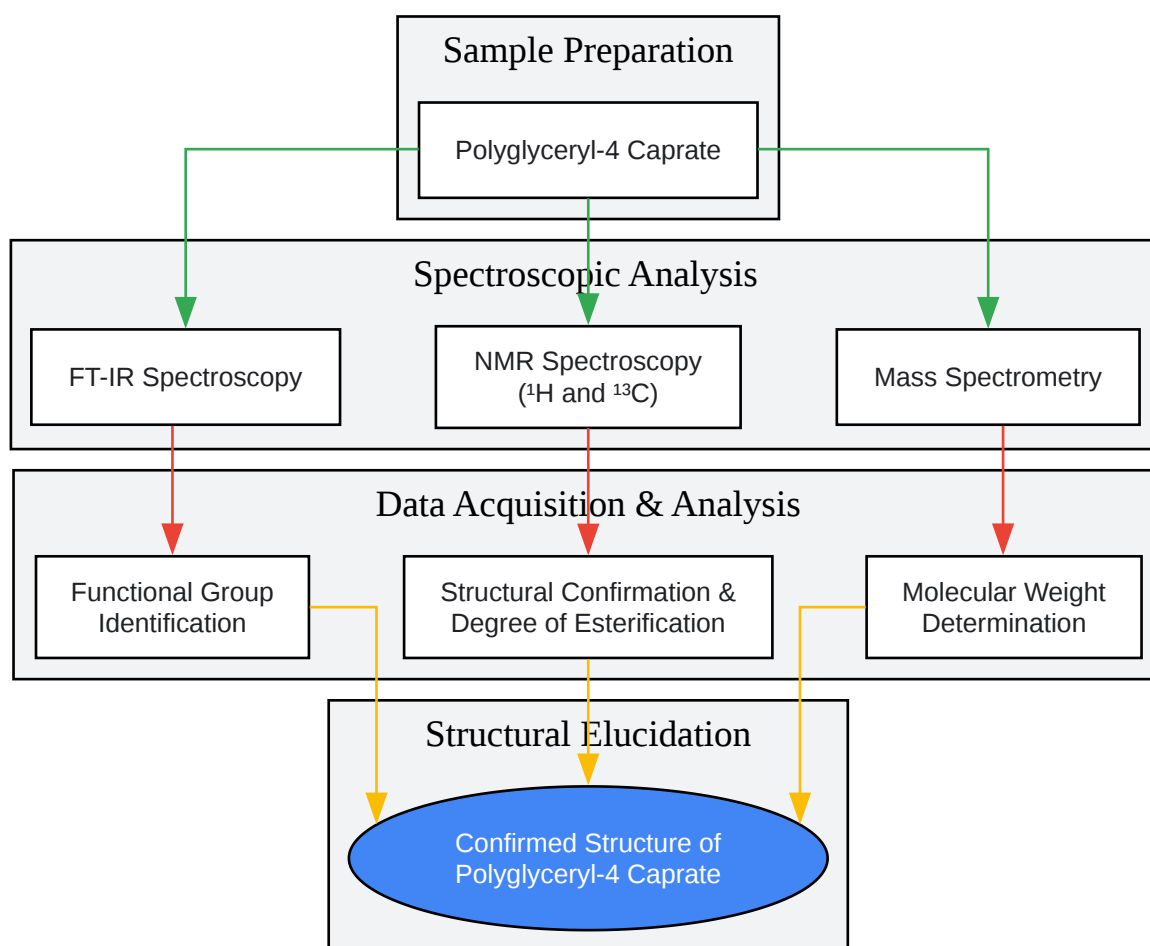 Sample Preparation
Polyglyceryl-4 Caprate
Spectroscopic Analysis
FT-IR Spectroscopy
NMR Spectroscopy
(¹H and ¹³C)
Mass Spectrometry
Data Acquisition & Analysis
Functional Group
Identification
Structural Confirmation &
Degree of Esterification
Molecular Weight
Determination
Structural Elucidation
Confirmed Structure of
Polyglyceryl-4 Caprate